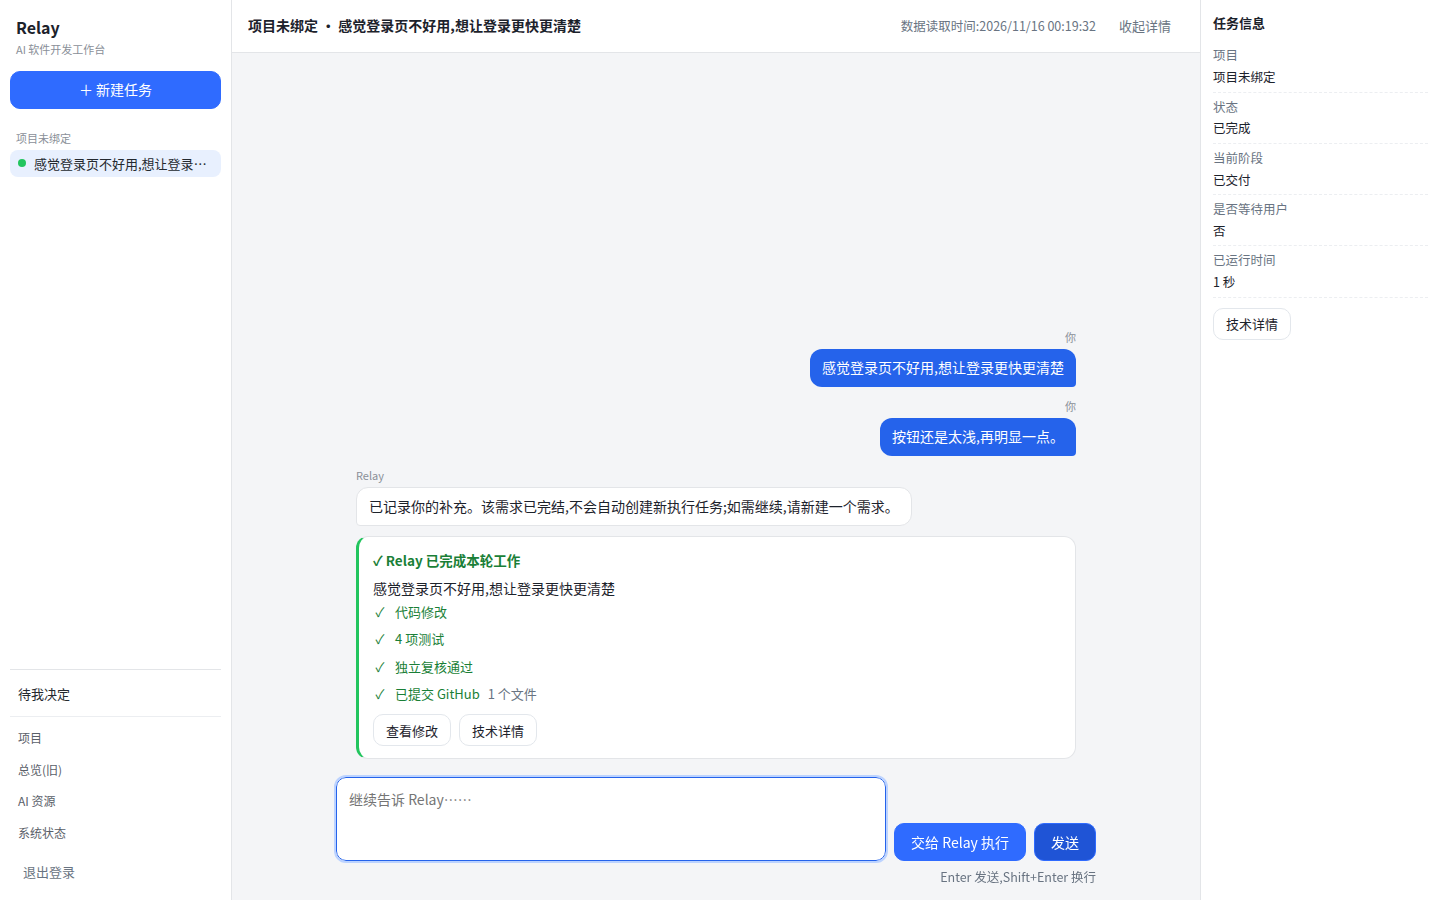 Relay
AI 软件开发工作台
＋ 新建任务
项目未绑定
感觉登录页不好用,想让登录…
待我决定
项目
总览(旧)
AI 资源
系统状态
退出登录
项目未绑定 · 感觉登录页不好用,想让登录更快更清楚
数据读取时间:2026/11/16 00:19:32
收起详情
你
感觉登录页不好用,想让登录更快更清楚
你
按钮还是太浅,再明显一点。
Relay
已记录你的补充。该需求已完结,不会自动创建新执行任务;如需继续,请新建一个需求。
✓ Relay 已完成本轮工作
感觉登录页不好用,想让登录更快更清楚
✓ 代码修改
✓ 4 项测试
✓ 独立复核通过
✓ 已提交 GitHub 1 个文件
查看修改
技术详情
继续告诉 Relay……
交给 Relay 执行
发送
Enter 发送,Shift+Enter 换行
任务信息
项目
项目未绑定
状态
已完成
当前阶段
已交付
是否等待用户
否
已运行时间
1 秒
技术详情